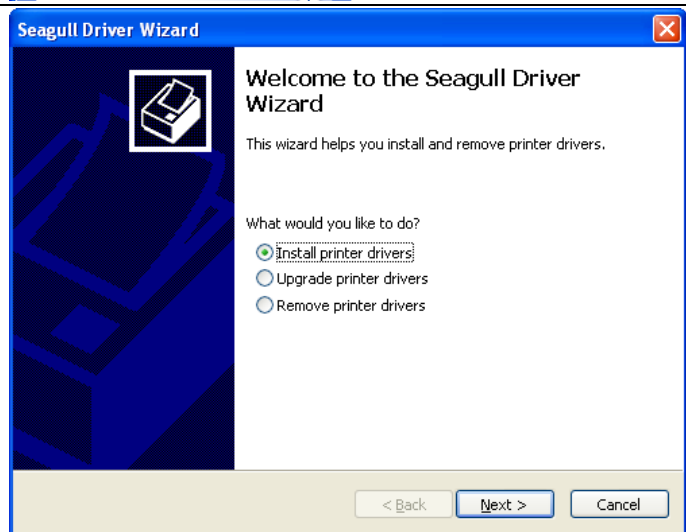 Seagull Driver Wizard
Welcome to the Seagull Driver
Wizard
This wizard helps you install and remove printer drivers.
What would you like to do?
Install printer drivers
Upgrade printer drivers
Remove printer drivers
< Back Next > Cancel